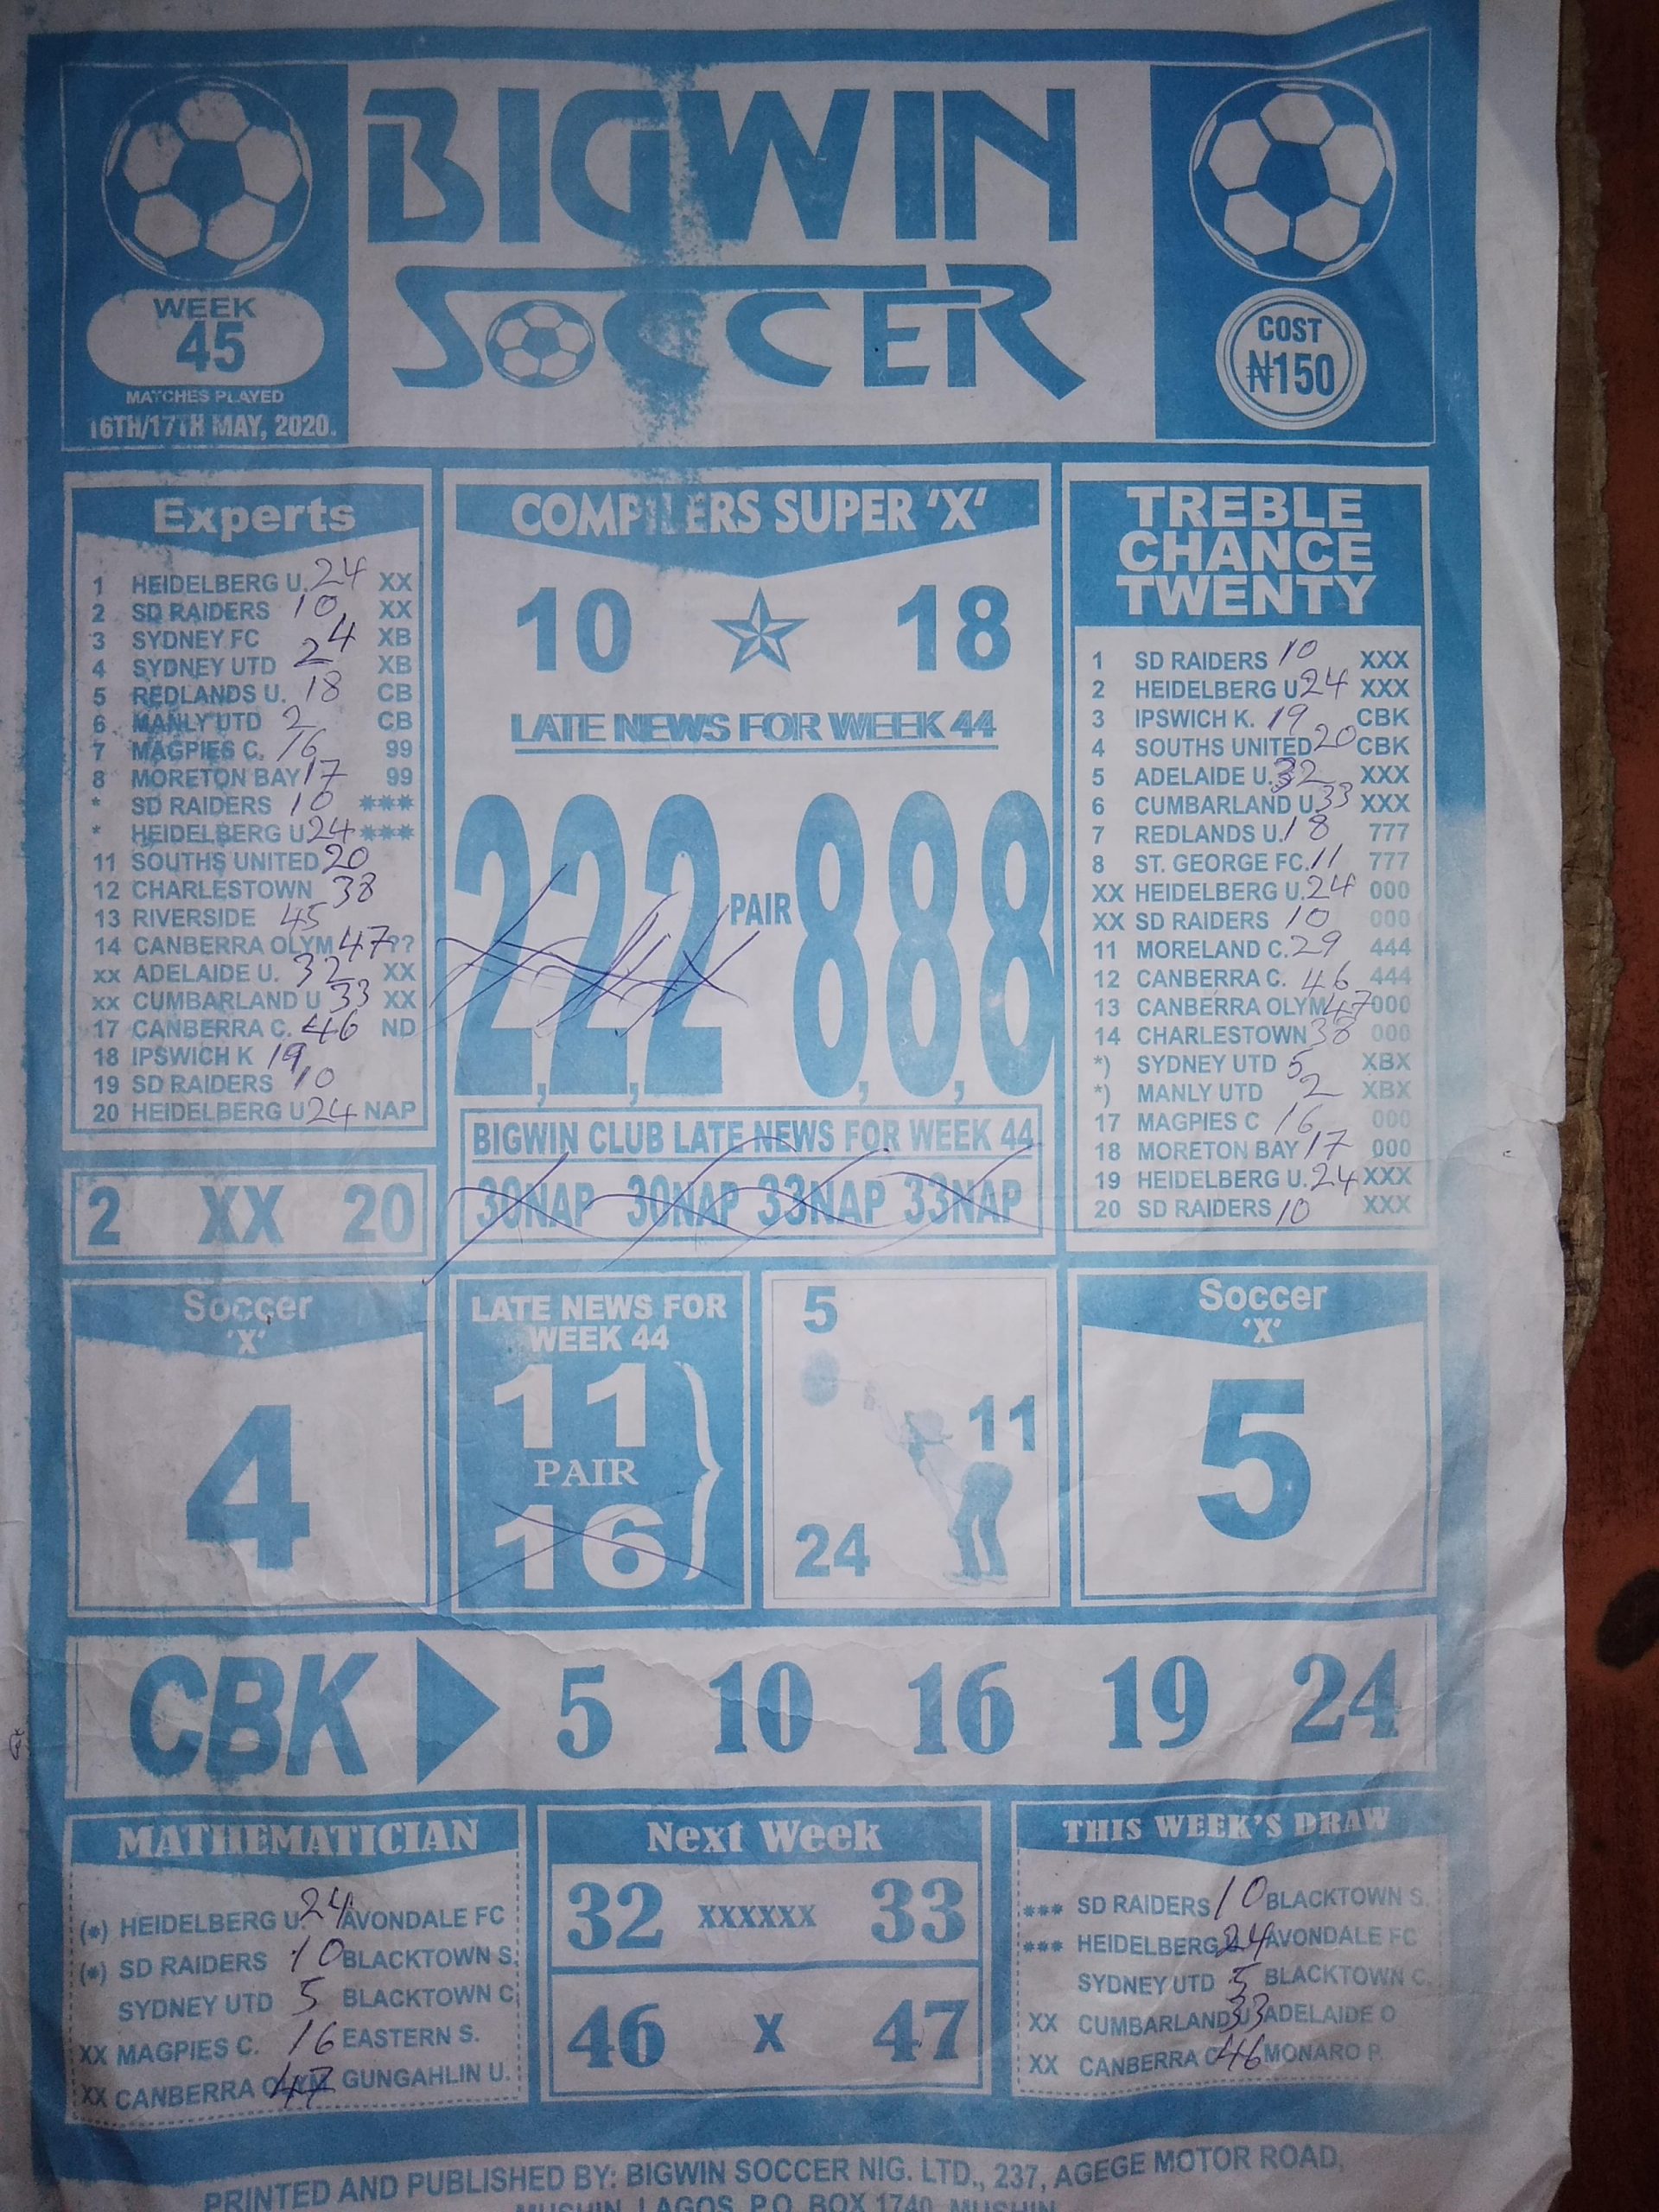 BIGWIN
SOCCER
WEEK
45
MATCHES PLAYED
16TH/17TH MAY, 2020.
COST
₦150
Experts
1 HEIDELBERG U. 24 XX
2 SD RAIDERS 10 XX
3 SYDNEY FC 4 XB
4 SYDNEY UTD 2 XB
5 REDLANDS U. 18 CB
6 MANLY UTD 2 CB
7 MAGPIES C. 16 99
8 MORETON BAY 17 99
* SD RAIDERS 10 ***
* HEIDELBERG U 24 ***
11 SOUTHS UNITED 20
12 CHARLESTOWN 38
13 RIVERSIDE 45
14 CANBERRA OLYM 47 ??
xx ADELAIDE U. 32 XX
xx CUMBARLAND U 33 XX
17 CANBERRA C. 46 ND
18 IPSWICH K 19
19 SD RAIDERS 10
20 HEIDELBERG U 24 NAP
2 XX 20
COMPILERS SUPER 'X'
10 18
LATE NEWS FOR WEEK 44
2,2,2 PAIR 8,8,8
BIGWIN CLUB LATE NEWS FOR WEEK 44
30NAP 30NAP 33NAP 33NAP
TREBLE
CHANCE
TWENTY
1 SD RAIDERS 10 XXX
2 HEIDELBERG U 24 XXX
3 IPSWICH K. 19 CBK
4 SOUTHS UNITED 20 CBK
5 ADELAIDE U. 32 XXX
6 CUMBARLAND U 33 XXX
7 REDLANDS U. 18 777
8 ST. GEORGE FC. 11 777
XX HEIDELBERG U. 24 000
XX SD RAIDERS 10 000
11 MORELAND C. 29 444
12 CANBERRA C. 46 444
13 CANBERRA OLYM 47 000
14 CHARLESTOWN 38 000
*) SYDNEY UTD 5 XBX
*) MANLY UTD 2 XBX
17 MAGPIES C 16 000
18 MORETON BAY 17 000
19 HEIDELBERG U. 24 XXX
20 SD RAIDERS 10 XXX
Soccer
'X'
4
LATE NEWS FOR
WEEK 44
11
PAIR
16
5
11
24
Soccer
'X'
5
CBK 5 10 16 19 24
MATHEMATICIAN
(*) HEIDELBERG U. 24 AVONDALE FC
(*) SD RAIDERS 10 BLACKTOWN S.
SYDNEY UTD 5 BLACKTOWN C.
XX MAGPIES C. 16 EASTERN S.
XX CANBERRA 47 GUNGAHLIN U.
Next Week
32 XXXXXX 33
46 X 47
THIS WEEK'S DRAW
*** SD RAIDERS 10 BLACKTOWN S.
*** HEIDELBERG 24 AVONDALE FC
SYDNEY UTD 5 BLACKTOWN C.
XX CUMBARLAND U 33 ADELAIDE O
XX CANBERRA C 46 MONARO P.
PRINTED AND PUBLISHED BY: BIGWIN SOCCER NIG. LTD., 237, AGEGE MOTOR ROAD,
MUSHIN, LAGOS. P.O. BOX 1740, MUSHIN